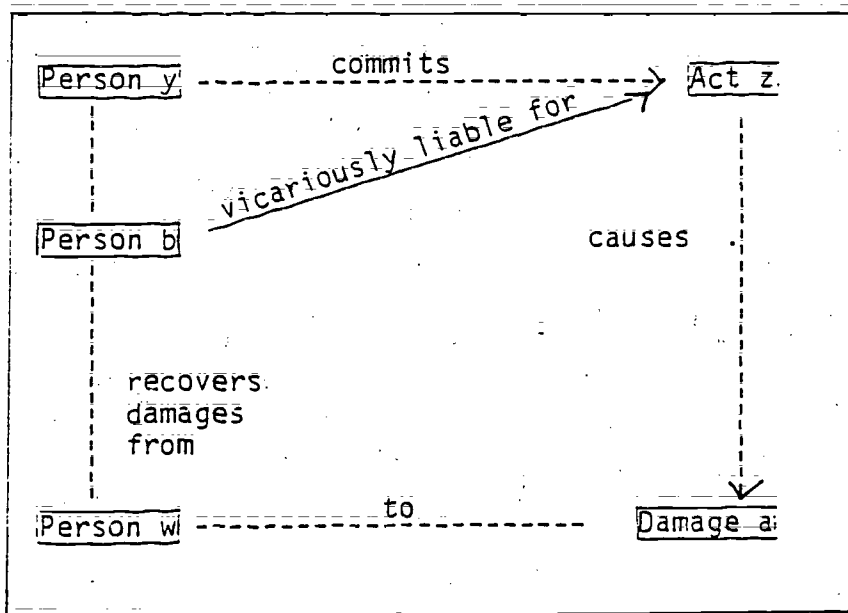 commits
Person y
Act z
vicariously liable for
Person b
causes
recovers
damages
from
to
Person w
Damage a